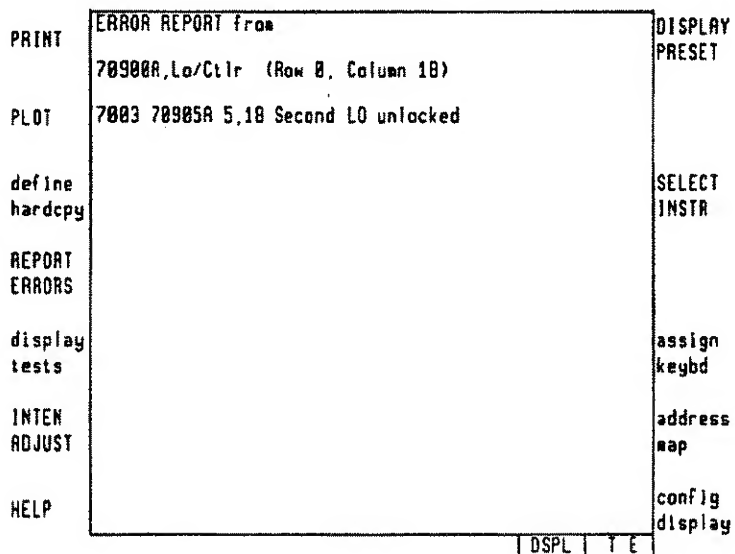 PRINT
PLOT
define
hardcpy
REPORT
ERRORS
display
tests
INTEN
ADJUST
HELP
ERROR REPORT from
70900A,Lo/Ctlr (Row 0, Column 18)
7003 70905A 5,18 Second LO unlocked
DISPLAY
PRESET
SELECT
INSTR
assign
keybd
address
map
config
display
DSPL T E